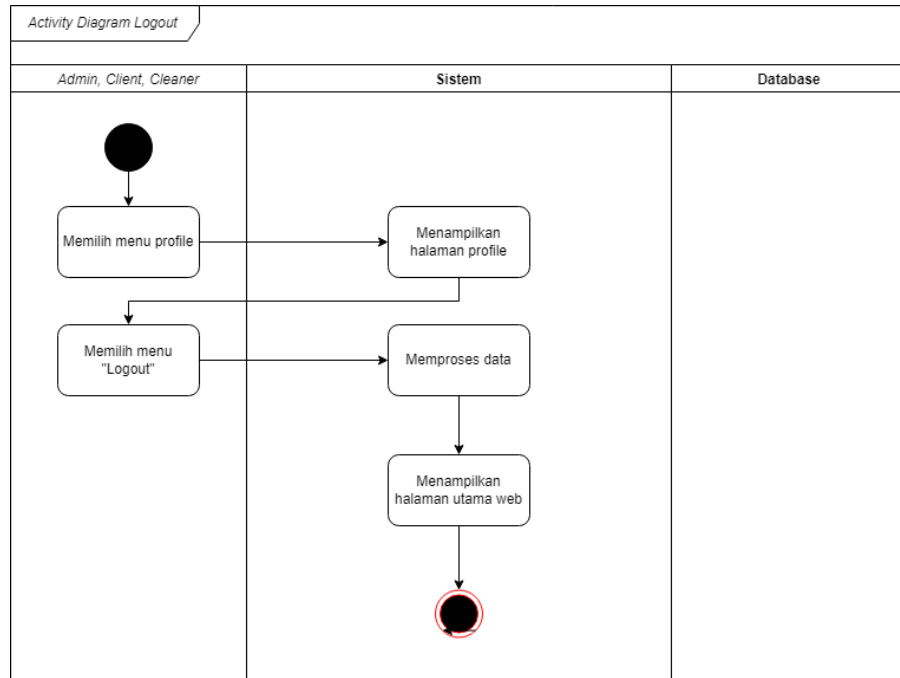 Activity Diagram Logout
Admin, Client, Cleaner
Sistem
Database
Memilih menu profile
Menampilkan
halaman profile
Memilih menu
"Logout"
Memproses data
Menampilkan
halaman utama web